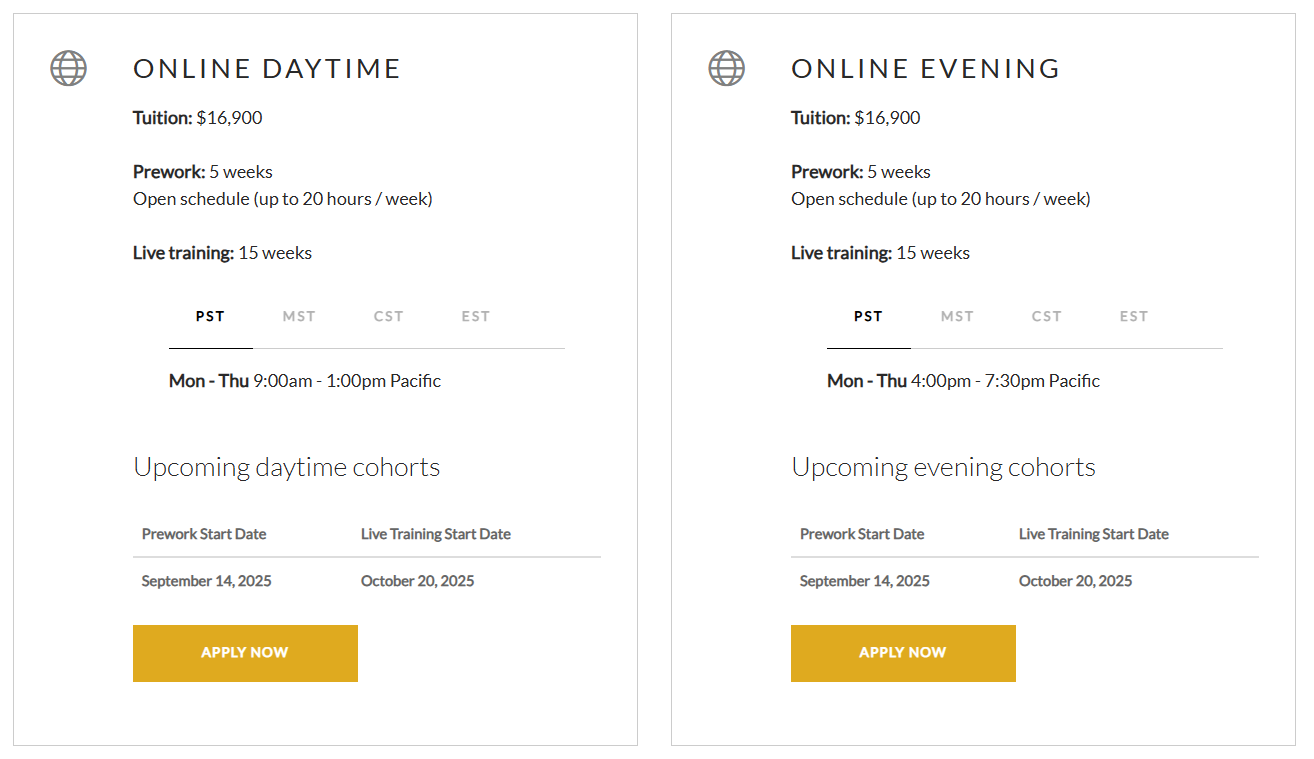 ONLINE DAYTIME
Tuition: $16,900
Prework: 5 weeks
Open schedule (up to 20 hours / week)
Live training: 15 weeks
PST MST CST EST
Mon - Thu 9:00am - 1:00pm Pacific
Upcoming daytime cohorts
Prework Start Date Live Training Start Date
September 14, 2025 October 20, 2025
APPLY NOW
ONLINE EVENING
Tuition: $16,900
Prework: 5 weeks
Open schedule (up to 20 hours / week)
Live training: 15 weeks
PST MST CST EST
Mon - Thu 4:00pm - 7:30pm Pacific
Upcoming evening cohorts
Prework Start Date Live Training Start Date
September 14, 2025 October 20, 2025
APPLY NOW